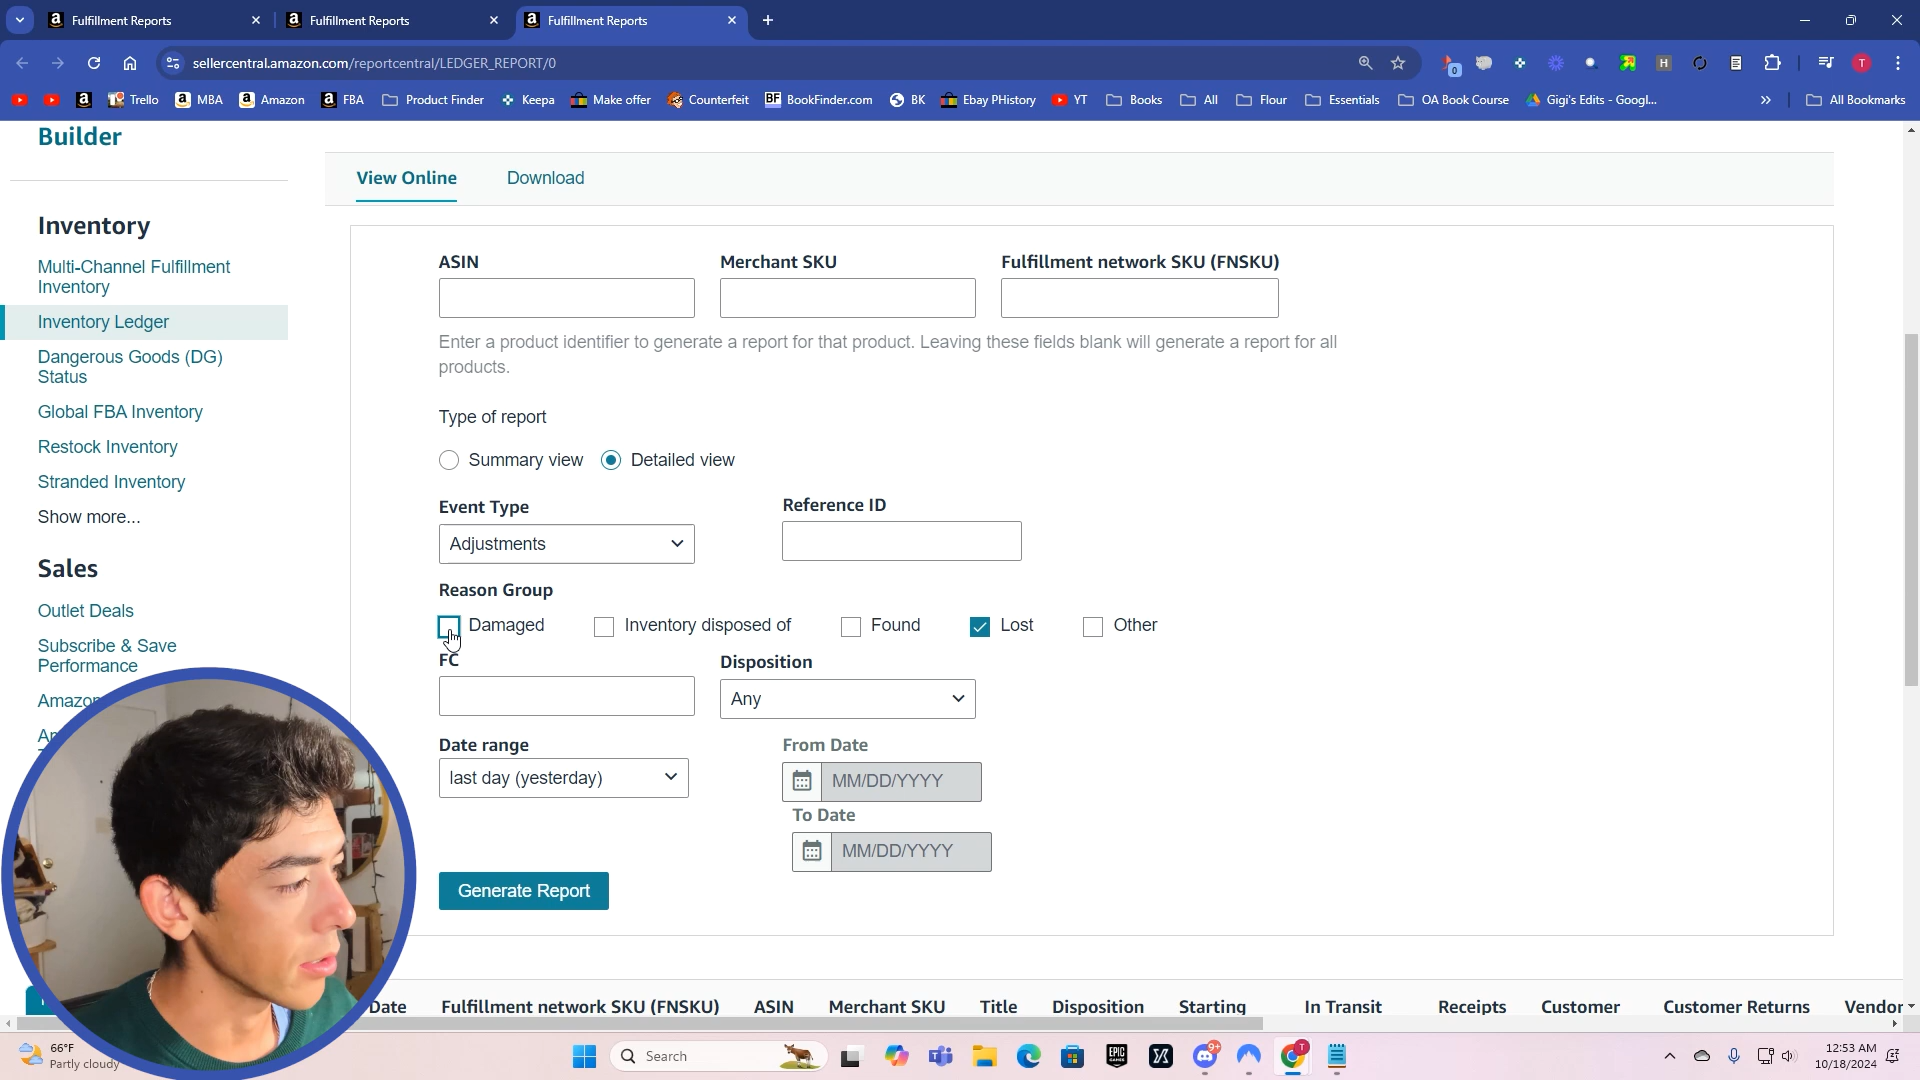 Fulfillment Reports
Fulfillment Reports
Fulfillment Reports
sellercentral.amazon.com/reportcentral/LEDGER_REPORT/0
0
H
T
Trello
MBA
Amazon
FBA
Product Finder
Keepa
Make offer
Counterfeit
BF BookFinder.com
BK
Ebay PHistory
YT
Books
All
Flour
Essentials
OA Book Course
Gigi's Edits - Googl...
»
All Bookmarks
Builder
Inventory
Multi-Channel Fulfillment
Inventory
Inventory Ledger
Dangerous Goods (DG)
Status
Global FBA Inventory
Restock Inventory
Stranded Inventory
Show more...
Sales
Outlet Deals
Subscribe & Save
Performance
Amazon
View Online
Download
ASIN
Merchant SKU
Fulfillment network SKU (FNSKU)
Enter a product identifier to generate a report for that product. Leaving these fields blank will generate a report for all
products.
Type of report
Summary view
Detailed view
Event Type
Reference ID
Adjustments
Reason Group
Damaged
Inventory disposed of
Found
Lost
Other
FC
Disposition
Any
Date range
From Date
last day (yesterday)
MM/DD/YYYY
To Date
MM/DD/YYYY
Generate Report
Date
Fulfillment network SKU (FNSKU)
ASIN
Merchant SKU
Title
Disposition
Starting
In Transit
Receipts
Customer
Customer Returns
Vendor
66°F
Partly cloudy
Search
EPIC GAMES
9+
T
12:53 AM
10/18/2024